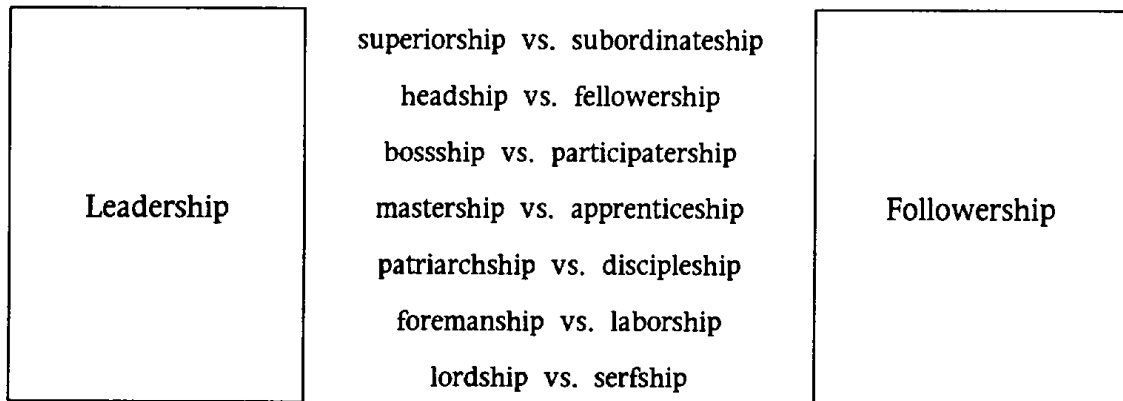 superiorship vs. subordinateship
headship vs. fellowership
bossship vs. participatership
Leadership
mastership vs. apprenticeship
Followership
patriarchship vs. discipleship
foremanship vs. laborship
lordship vs. serfship